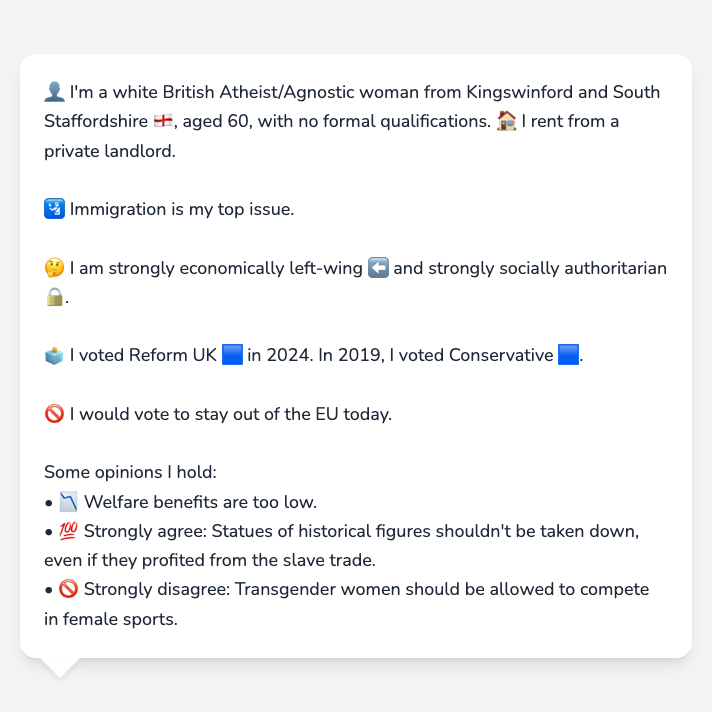 👤 I'm a white British Atheist/Agnostic woman from Kingswinford and South
Staffordshire 🏴󠁧󠁢󠁥󠁮󠁧󠁿, aged 60, with no formal qualifications. 🏠 I rent from a
private landlord.
🛂 Immigration is my top issue.
🤔 I am strongly economically left-wing ⬅️ and strongly socially authoritarian
🔒.
🗳️ I voted Reform UK 🟦 in 2024. In 2019, I voted Conservative 🟦.
🚫 I would vote to stay out of the EU today.
Some opinions I hold:
• 📉 Welfare benefits are too low.
• 💯 Strongly agree: Statues of historical figures shouldn't be taken down,
even if they profited from the slave trade.
• 🚫 Strongly disagree: Transgender women should be allowed to compete
in female sports.